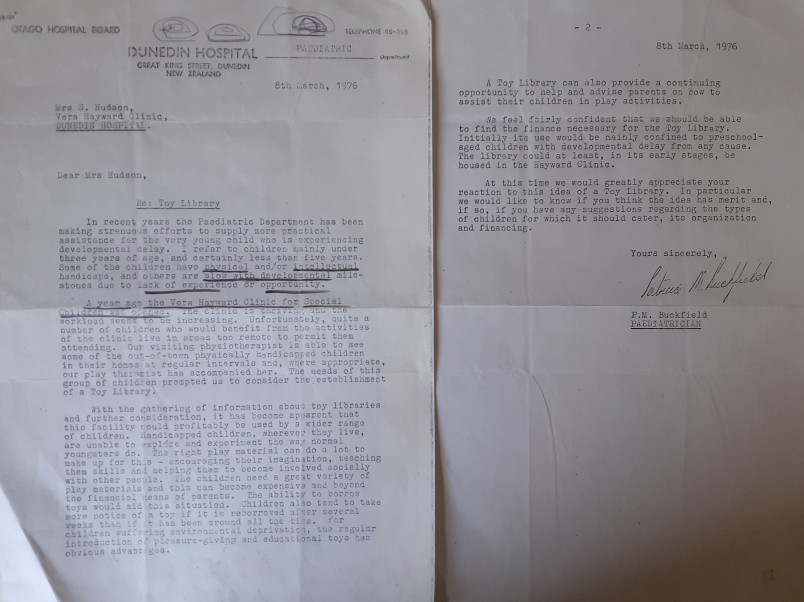 OTAGO HOSPITAL BOARD
DUNEDIN HOSPITAL
GREAT KING STREET, DUNEDIN
NEW ZEALAND
TELEPHONE
PAEDIATRIC
Department
8th March, 1976
Mrs S. Hudson,
Vera Hayward Clinic,
DUNEDIN HOSPITAL.
Dear Mrs Hudson,
Re: Toy Library
In recent years the Paediatric Department has been
making strenuous efforts to supply more practical
assistance for the very young child who is experiencing
developmental delay. I refer to children mainly under
three years of age, and certainly less than five years.
Some of the children have physical and/or intellectual
handicaps, and others are slow with developmental mile-
stones due to lack of experience or opportunity.
A year ago the Vera Hayward Clinic for Special
Children was opened. The clinic is thriving and the
workload seems to be increasing. Unfortunately, quite a
number of children who would benefit from the activities
of the clinic live in areas too remote to permit them
attending. Our visiting physiotherapist is able to see
some of the out-of-town physically handicapped children
in their homes at regular intervals and, where appropriate,
our play therapist has accompanied her. The needs of this
group of children prompted us to consider the establishment
of a Toy Library.
With the gathering of information about toy libraries
and further consideration, it has become apparent that
this facility could profitably be used by a wider range
of children. Handicapped children, wherever they live,
are unable to explore and experiment the way normal
youngsters do. The right play material can do a lot to
make up for this - encouraging their imagination, teaching
them skills and helping them to become involved socially
with other people. The children need a great variety of
play materials and this can become expensive and beyond
the financial means of parents. The ability to borrow
toys would aid this situation. Children also tend to take
more notice of a toy if it is reborrowed after several
weeks than if it has been around all the time. For
children suffering environmental deprivation, the regular
introduction of pleasure-giving and educational toys has
obvious advantages.
- 2 -
8th March, 1976
A Toy Library can also provide a continuing
opportunity to help and advise parents on how to
assist their children in play activities.
We feel fairly confident that we should be able
to find the finance necessary for the Toy Library.
Initially its use would be mainly confined to preschool-
aged children with developmental delay from any cause.
The library could at least, in its early stages, be
housed in the Hayward Clinic.
At this time we would greatly appreciate your
reaction to this idea of a Toy Library. In particular
we would like to know if you think the idea has merit and,
if so, if you have any suggestions regarding the types
of children for which it should cater, its organization
and financing.
Yours sincerely,
Patricia M Buckfield
P.M. Buckfield
PAEDIATRICIAN